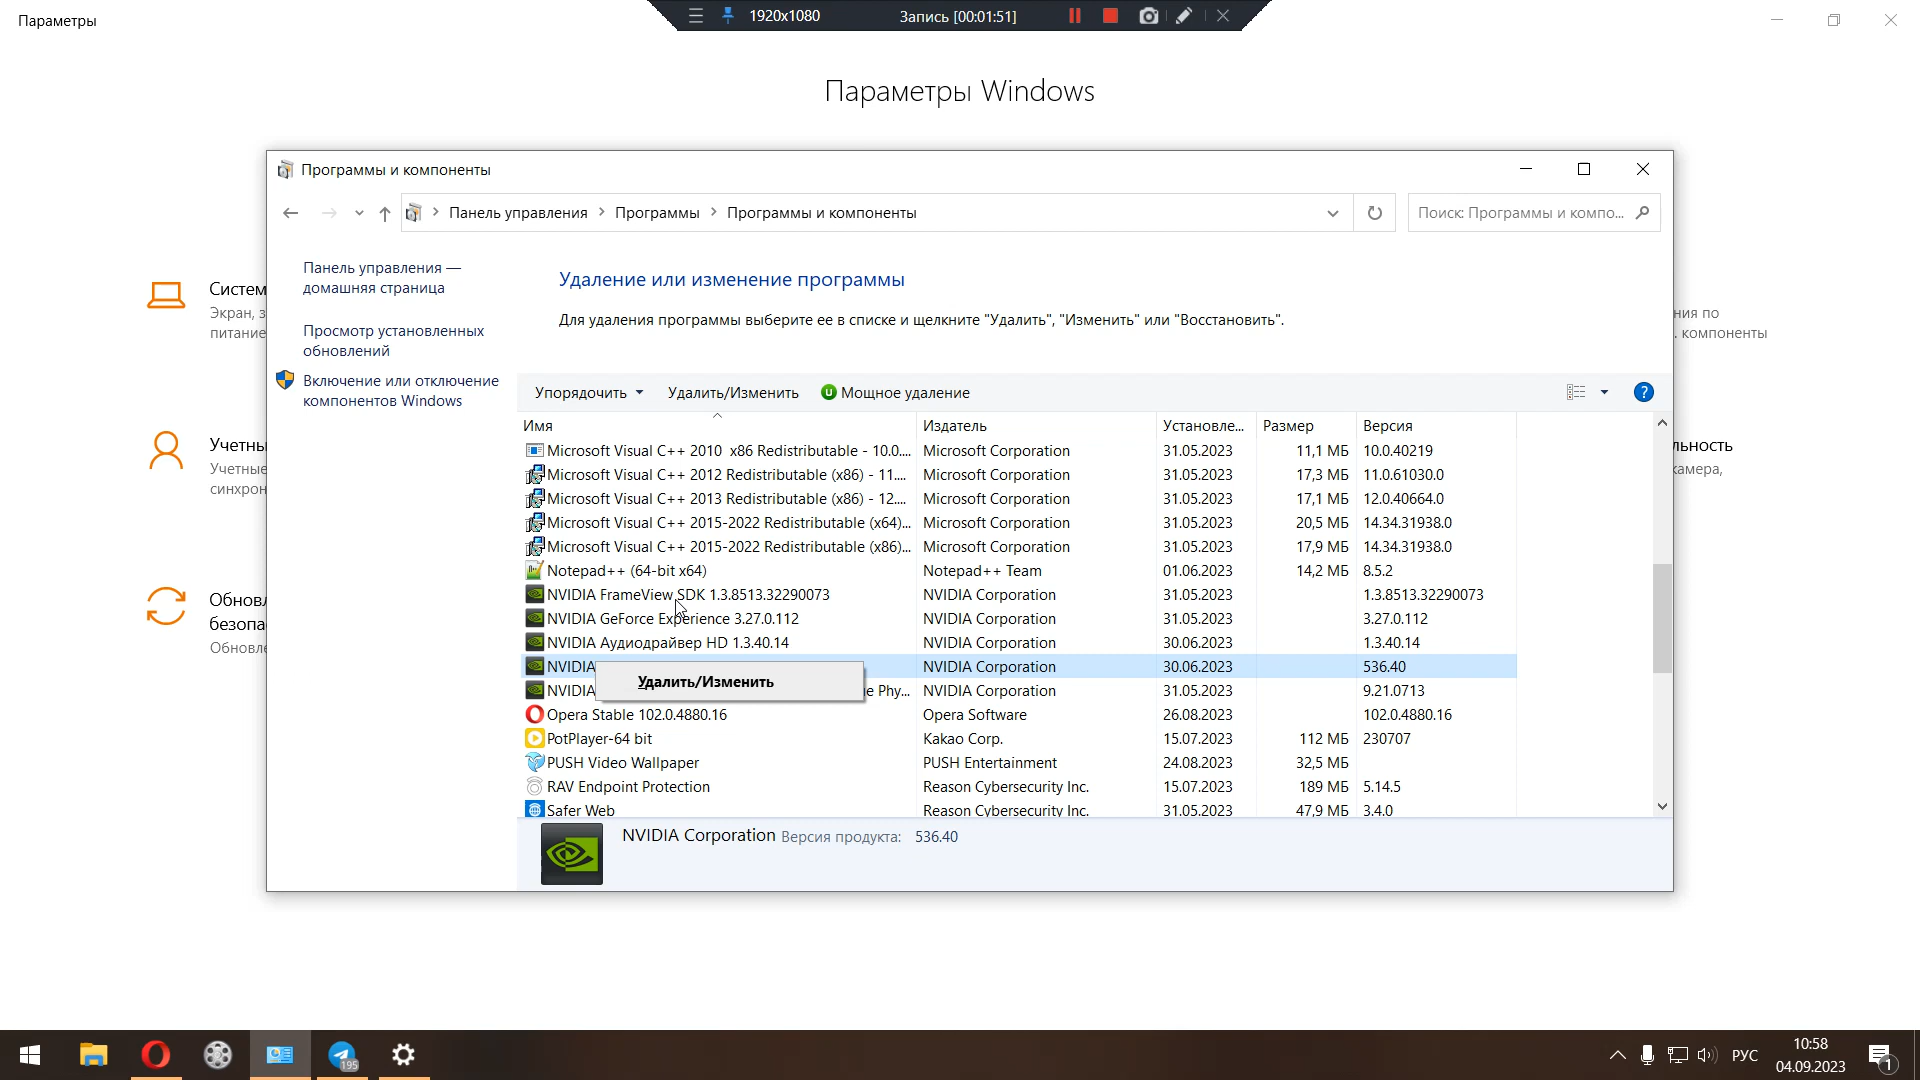 Параметры
1920x1080
Запись [00:01:51]
Параметры Windows
Систем
Экран, з
питание
ния по
. компоненты
Учетны
Учетные
синхрон
льность
камера,
Обновл
безопа
Обновле
Программы и компоненты
Панель управления
Программы
Программы и компоненты
Поиск: Программы и компо...
Панель управления —
домашняя страница
Просмотр установленных
обновлений
Включение или отключение
компонентов Windows
Удаление или изменение программы
Для удаления программы выберите ее в списке и щелкните "Удалить", "Изменить" или "Восстановить".
Упорядочить Удалить/Изменить Мощное удаление
Имя Издатель Установле... Размер Версия
Microsoft Visual C++ 2010 x86 Redistributable - 10.0.... Microsoft Corporation 31.05.2023 11,1 МБ 10.0.40219
Microsoft Visual C++ 2012 Redistributable (x86) - 11.... Microsoft Corporation 31.05.2023 17,3 МБ 11.0.61030.0
Microsoft Visual C++ 2013 Redistributable (x86) - 12.... Microsoft Corporation 31.05.2023 17,1 МБ 12.0.40664.0
Microsoft Visual C++ 2015-2022 Redistributable (x64)... Microsoft Corporation 31.05.2023 20,5 МБ 14.34.31938.0
Microsoft Visual C++ 2015-2022 Redistributable (x86)... Microsoft Corporation 31.05.2023 17,9 МБ 14.34.31938.0
Notepad++ (64-bit x64) Notepad++ Team 01.06.2023 14,2 МБ 8.5.2
NVIDIA FrameView SDK 1.3.8513.32290073 NVIDIA Corporation 31.05.2023 1.3.8513.32290073
NVIDIA GeForce Experience 3.27.0.112 NVIDIA Corporation 31.05.2023 3.27.0.112
NVIDIA Аудиодрайвер HD 1.3.40.14 NVIDIA Corporation 30.06.2023 1.3.40.14
NVIDIA NVIDIA Corporation 30.06.2023 536.40
Удалить/Изменить
NVIDIA e Phy... NVIDIA Corporation 31.05.2023 9.21.0713
Opera Stable 102.0.4880.16 Opera Software 26.08.2023 102.0.4880.16
PotPlayer-64 bit Kakao Corp. 15.07.2023 112 МБ 230707
PUSH Video Wallpaper PUSH Entertainment 24.08.2023 32,5 МБ
RAV Endpoint Protection Reason Cybersecurity Inc. 15.07.2023 189 МБ 5.14.5
Safer Web Reason Cybersecurity Inc. 31.05.2023 47,9 МБ 3.4.0
NVIDIA Corporation Версия продукта: 536.40
195
РУС
10:58
04.09.2023
1